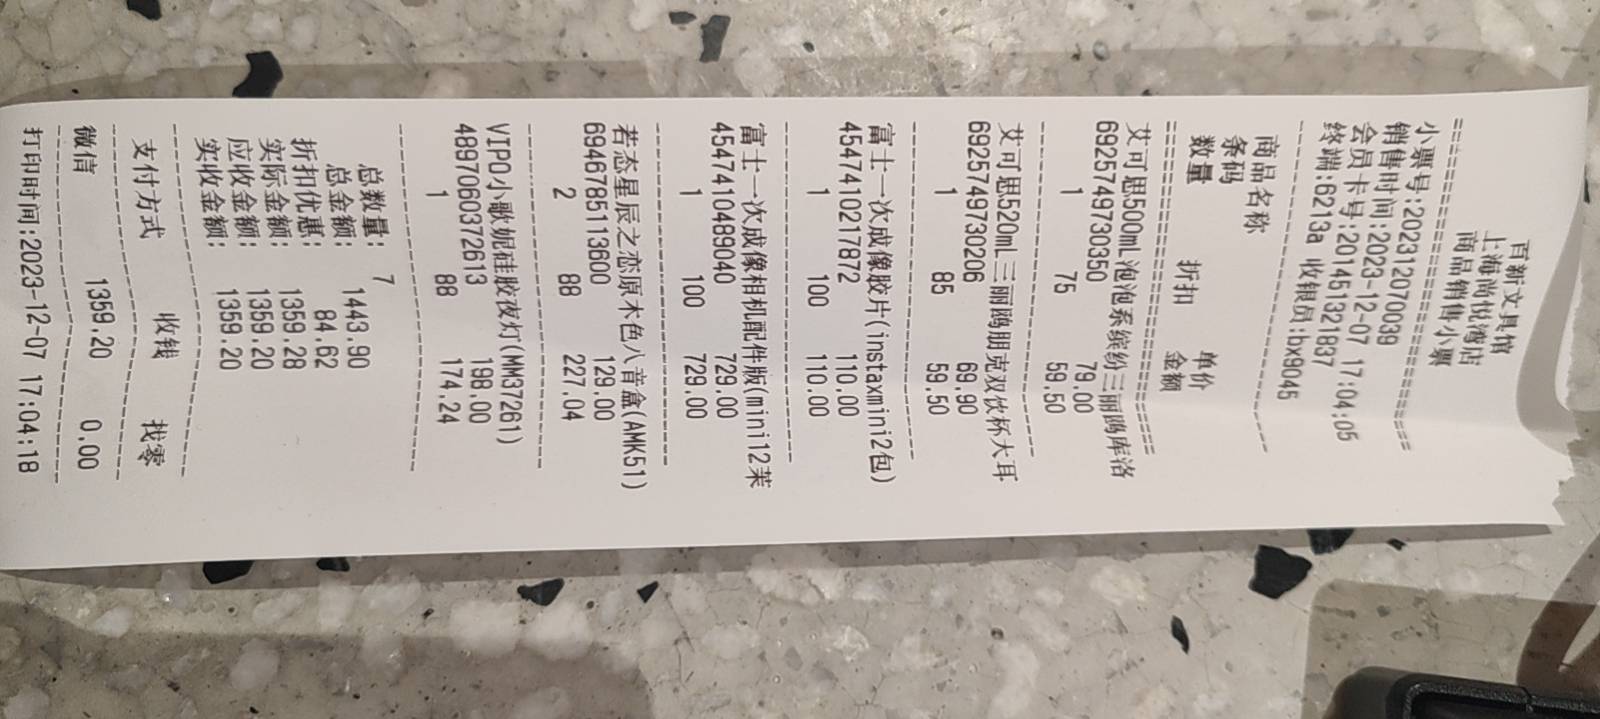 百新文具馆
上海尚悦湾店
商品销售小票
==============================
小票号:202312070039
销售时间:2023-12-07 17:04:05
会员卡号:201451321837
终端:6213a 收银员:bx9045
------------------------------
商品名称
条码 折扣 单价
数量 金额
==============================
艾可思500mL泡泡系缤纷三丽鸥库洛
6925749730350 79.00
1 75 59.50
------------------------------
艾可思520mL三丽鸥朋克双饮杯大耳
6925749730206 69.90
1 85 59.50
------------------------------
富士一次成像胶片(instaxmini2包)
4547410217872 110.00
1 100 110.00
------------------------------
富士一次成像相机配件版(mini12茉
4547410489040 729.00
1 100 729.00
------------------------------
若态星辰之恋原木色八音盒(AMK51)
6946785113600 129.00
2 88 227.04
------------------------------
VIPO小歌妮硅胶夜灯(MM37261)
4897066037​2613 198.00
1 88 174.24
------------------------------
总数量: 7
总金额: 1443.90
折扣优惠: 84.62
实际金额: 1359.28
应收金额: 1359.20
实收金额: 1359.20
------------------------------
支付方式 收钱 找零
------------------------------
微信 1359.20 0.00
------------------------------
打印时间:2023-12-07 17:04:18